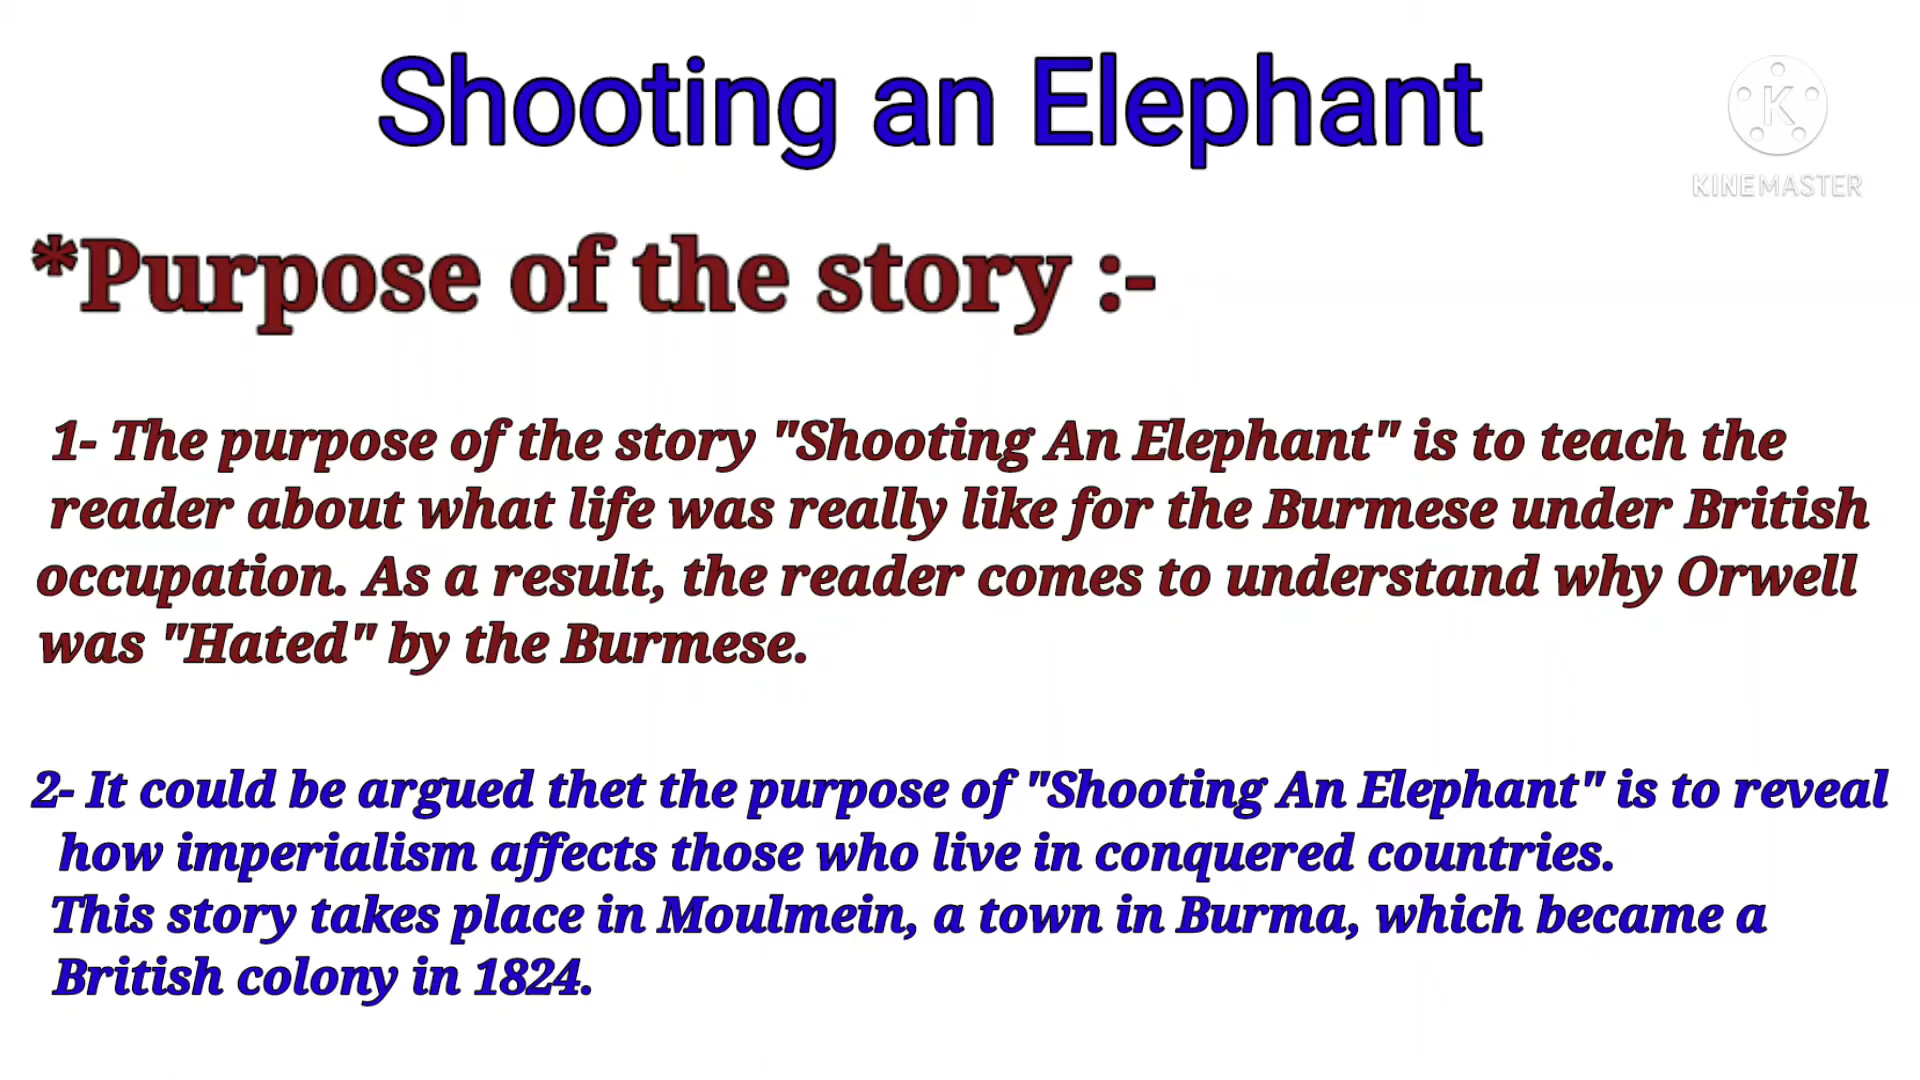 Shooting an Elephant
KINEMASTER
*Purpose of the story :-
1- The purpose of the story "Shooting An Elephant" is to teach the
reader about what life was really like for the Burmese under British
occupation. As a result, the reader comes to understand why Orwell
was "Hated" by the Burmese.
2- It could be argued thet the purpose of "Shooting An Elephant" is to reveal
how imperialism affects those who live in conquered countries.
This story takes place in Moulmein, a town in Burma, which became a
British colony in 1824.